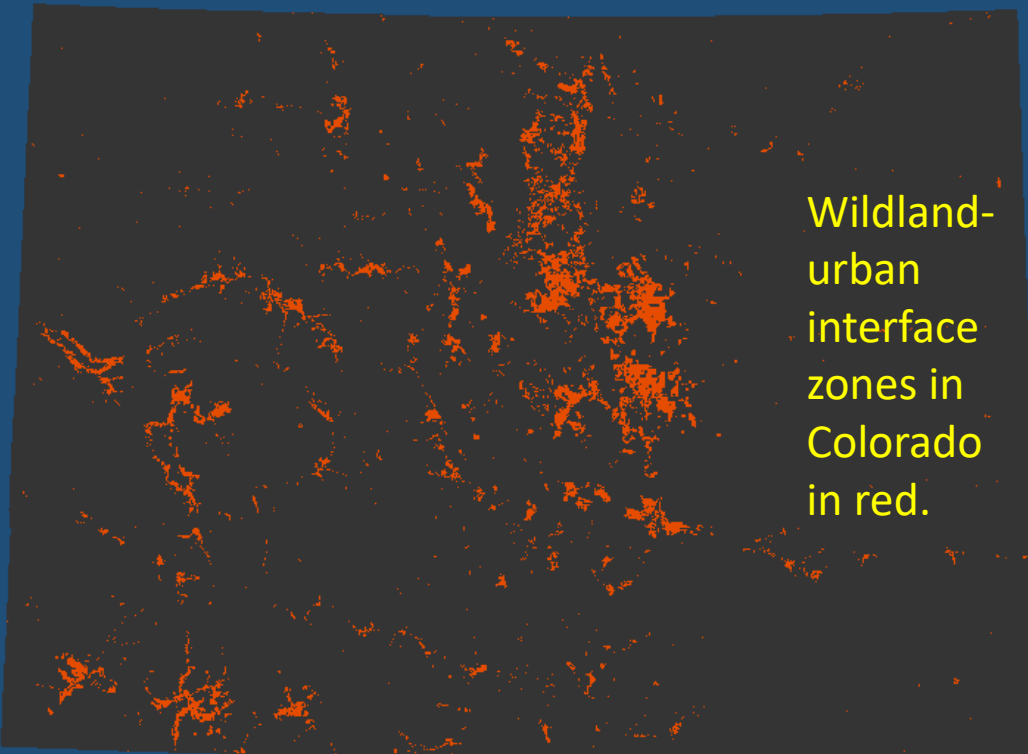 Wildland-
urban
interface
zones in
Colorado
in red.